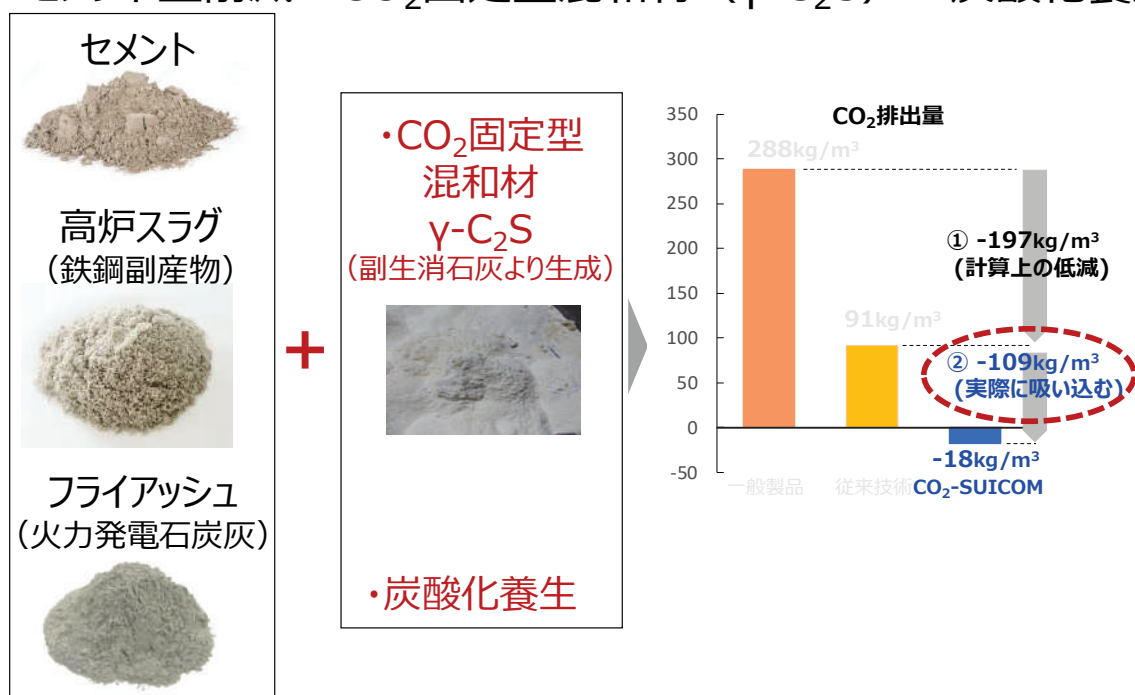 セメント
高炉スラグ
（鉄鋼副産物）
フライアッシュ
（火力発電石炭灰）
+
・CO₂固定型
混和材
γ-C₂S
（副生消石灰より生成）
・炭酸化養生
CO₂排出量
350
300
250
200
150
100
50
0
-50
288kg/m³
91kg/m³
① -197kg/m³
(計算上の低減)
② -109kg/m³
(実際に吸い込む)
-18kg/m³
一般製品
従来技術
CO₂-SUICOM